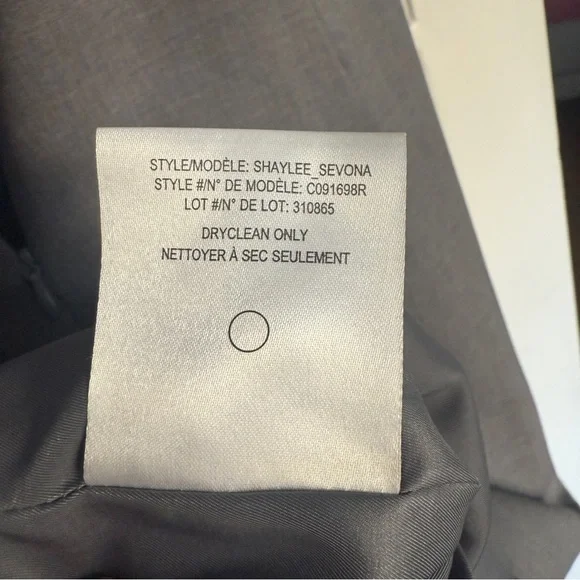 STYLE/MODÈLE: SHAYLEE_SEVONA
STYLE #/N° DE MODÈLE: C091698R
LOT #/N° DE LOT: 310865
DRYCLEAN ONLY
NETTOYER À SEC SEULEMENT